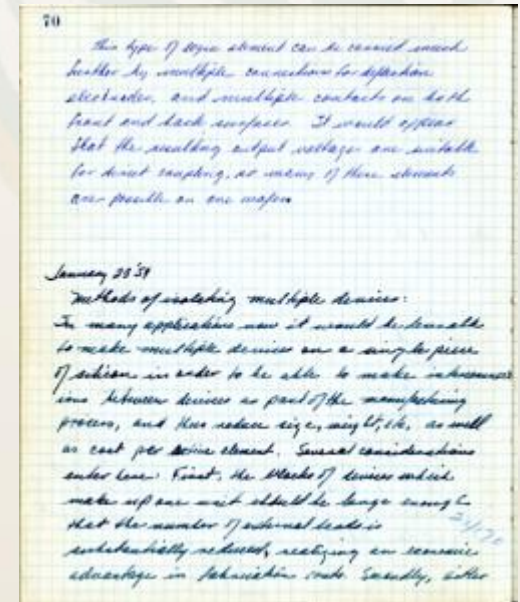 70
This type of logic element can be carried much
further by multiple connections for deflection
electrodes, and multiple contacts on both
front and back surfaces. It would appear
that the resulting output voltages are suitable
for direct coupling, so many of these elements
are possible on one wafer.
January 23 '59
Methods of isolating multiple devices:
In many applications now it would be desirable
to make multiple devices on a single piece
of silicon in order to be able to make interconnect
ions between devices as part of the manufacturing
process, and thus reduce size, weight, etc. as well
as cost per active element. Several considerations
enter here: First, the blocks of devices which
make up one unit should be large enough
that the number of external leads is
substantially reduced, realizing an economic
advantage in fabrication costs. Secondly, either